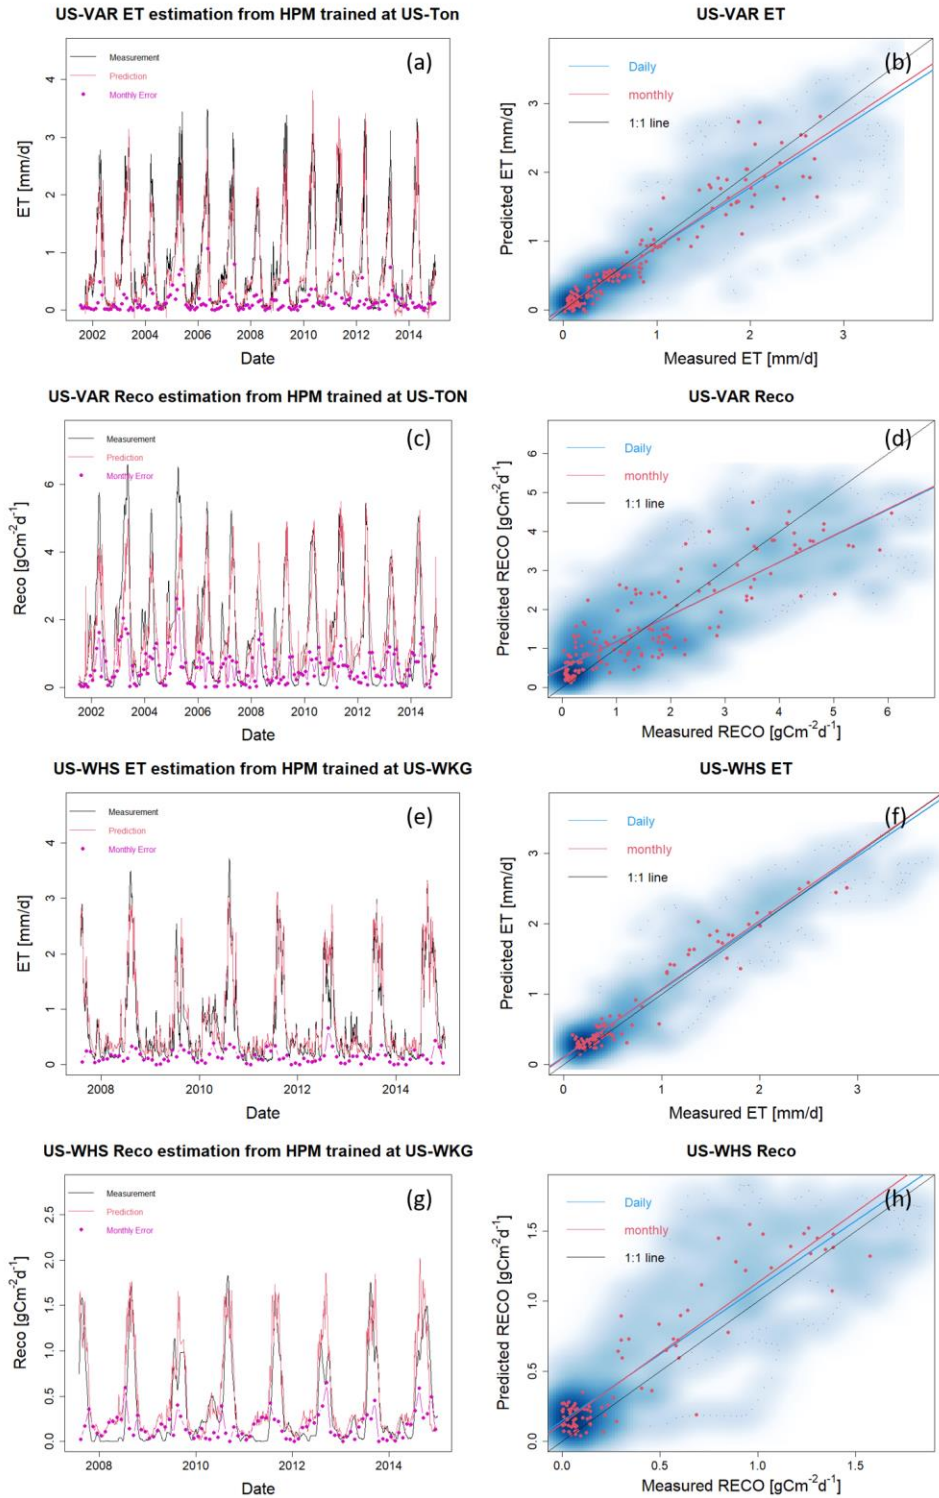 US-VAR ET estimation from HPM trained at US-Ton
US-VAR ET
Measurement
Prediction
Monthly Error
(a)
ET [mm/d]
4
3
2
1
0
2002 2004 2006 2008 2010 2012 2014
Date
Daily
monthly
1:1 line
(b)
Predicted ET [mm/d]
3
2
1
0
0 1 2 3
Measured ET [mm/d]
US-VAR Reco estimation from HPM trained at US-TON
US-VAR Reco
Measurement
Prediction
Monthly Error
(c)
Reco [gCm⁻²d⁻¹]
6
4
2
0
2002 2004 2006 2008 2010 2012 2014
Date
Daily
monthly
1:1 line
(d)
Predicted RECO [gCm⁻²d⁻¹]
6
5
4
3
2
1
0
0 1 2 3 4 5 6
Measured RECO [gCm⁻²d⁻¹]
US-WHS ET estimation from HPM trained at US-WKG
US-WHS ET
Measurement
Prediction
Monthly Error
(e)
ET [mm/d]
4
3
2
1
0
2008 2010 2012 2014
Date
Daily
monthly
1:1 line
(f)
Predicted ET [mm/d]
3
2
1
0
0 1 2 3
Measured ET [mm/d]
US-WHS Reco estimation from HPM trained at US-WKG
US-WHS Reco
Measurement
Prediction
Monthly Error
(g)
Reco [gCm⁻²d⁻¹]
2.5
2.0
1.5
1.0
0.5
0.0
2008 2010 2012 2014
Date
Daily
monthly
1:1 line
(h)
Predicted RECO [gCm⁻²d⁻¹]
1.5
1.0
0.5
0.0
0.0 0.5 1.0 1.5
Measured RECO [gCm⁻²d⁻¹]